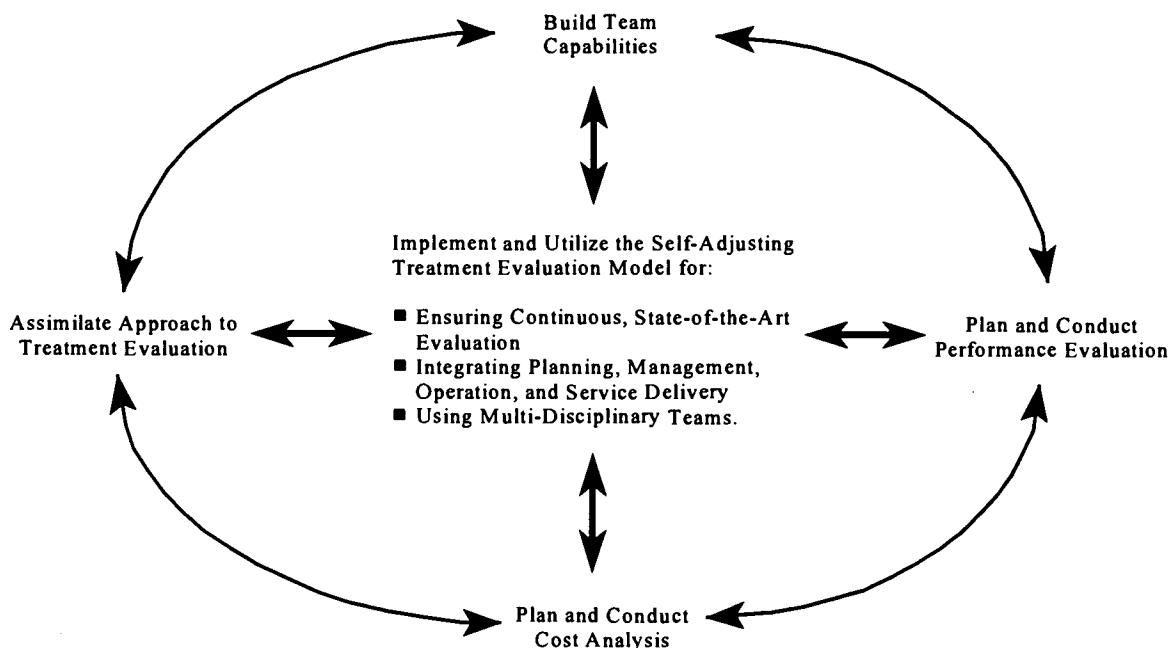 Build Team
Capabilities
Implement and Utilize the Self-Adjusting
Treatment Evaluation Model for:
■ Ensuring Continuous, State-of-the-Art
Evaluation
■ Integrating Planning, Management,
Operation, and Service Delivery
■ Using Multi-Disciplinary Teams.
Assimilate Approach to
Treatment Evaluation
Plan and Conduct
Performance Evaluation
Plan and Conduct
Cost Analysis